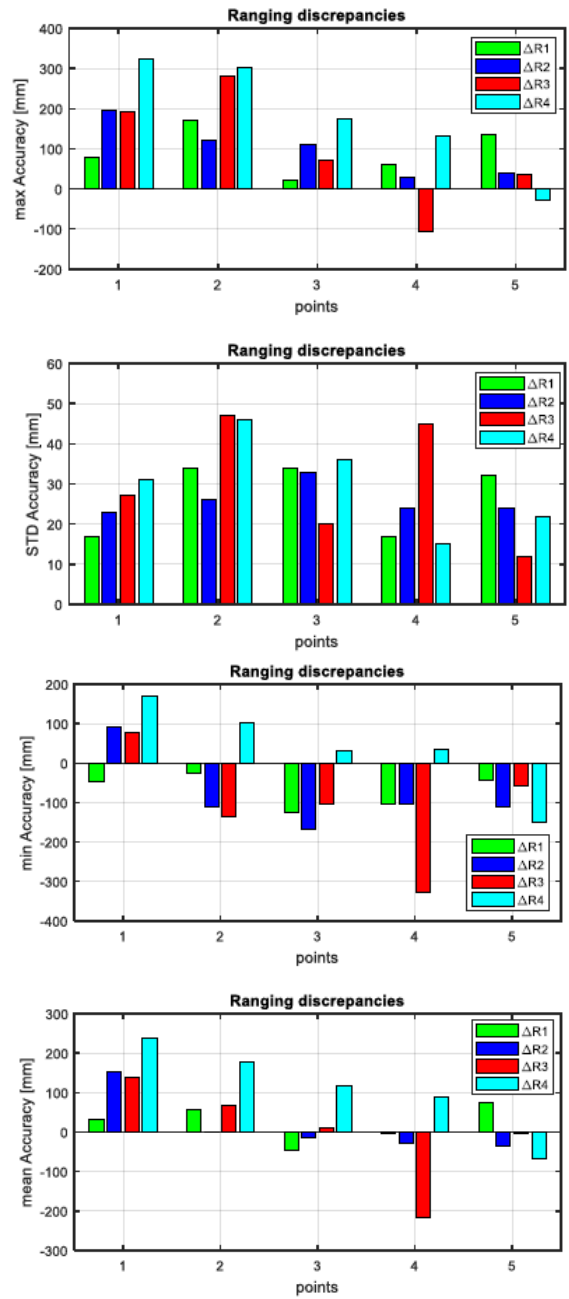 Ranging discrepancies
max Accuracy [mm]
400
300
200
100
0
-100
-200
ΔR1
ΔR2
ΔR3
ΔR4
1 2 3 4 5
points
Ranging discrepancies
STD Accuracy [mm]
60
50
40
30
20
10
0
ΔR1
ΔR2
ΔR3
ΔR4
1 2 3 4 5
points
Ranging discrepancies
min Accuracy [mm]
200
100
0
-100
-200
-300
-400
ΔR1
ΔR2
ΔR3
ΔR4
1 2 3 4 5
points
Ranging discrepancies
mean Accuracy [mm]
300
200
100
0
-100
-200
-300
ΔR1
ΔR2
ΔR3
ΔR4
1 2 3 4 5
points